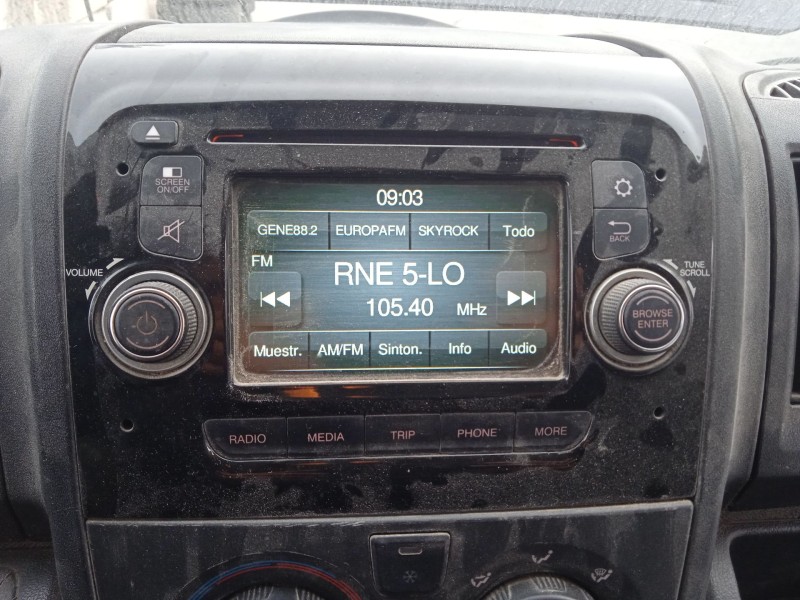 SCREEN
ON/OFF
BACK
VOLUME
TUNE
SCROLL
09:03
GENE88.2 EUROPAFM SKYROCK Todo
FM
RNE 5-LO
105.40 MHz
Muestr. AM/FM Sinton. Info Audio
BROWSE
ENTER
RADIO MEDIA TRIP PHONE MORE